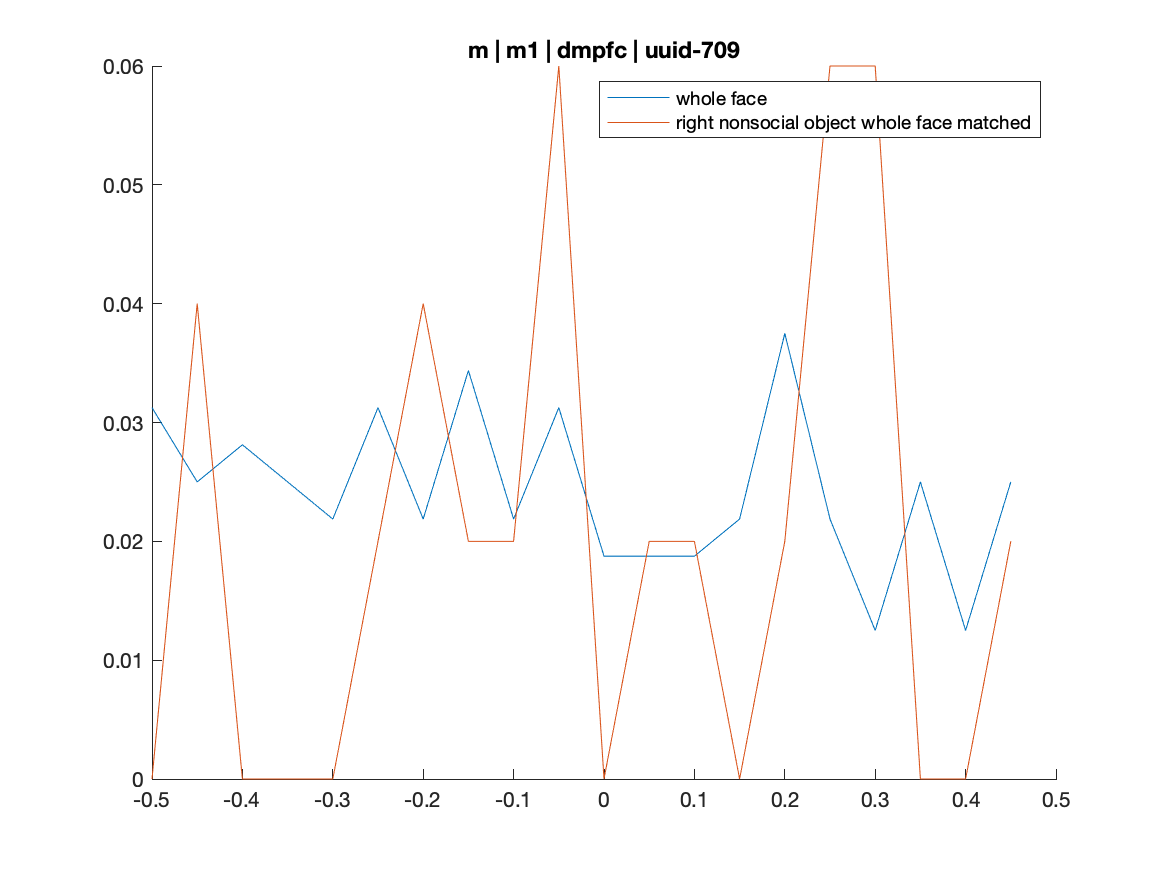 m | m1 | dmpfc | uuid-709
whole face
right nonsocial object whole face matched
0.06
0.05
0.04
0.03
0.02
0.01
0
-0.5 -0.4 -0.3 -0.2 -0.1 0 0.1 0.2 0.3 0.4 0.5